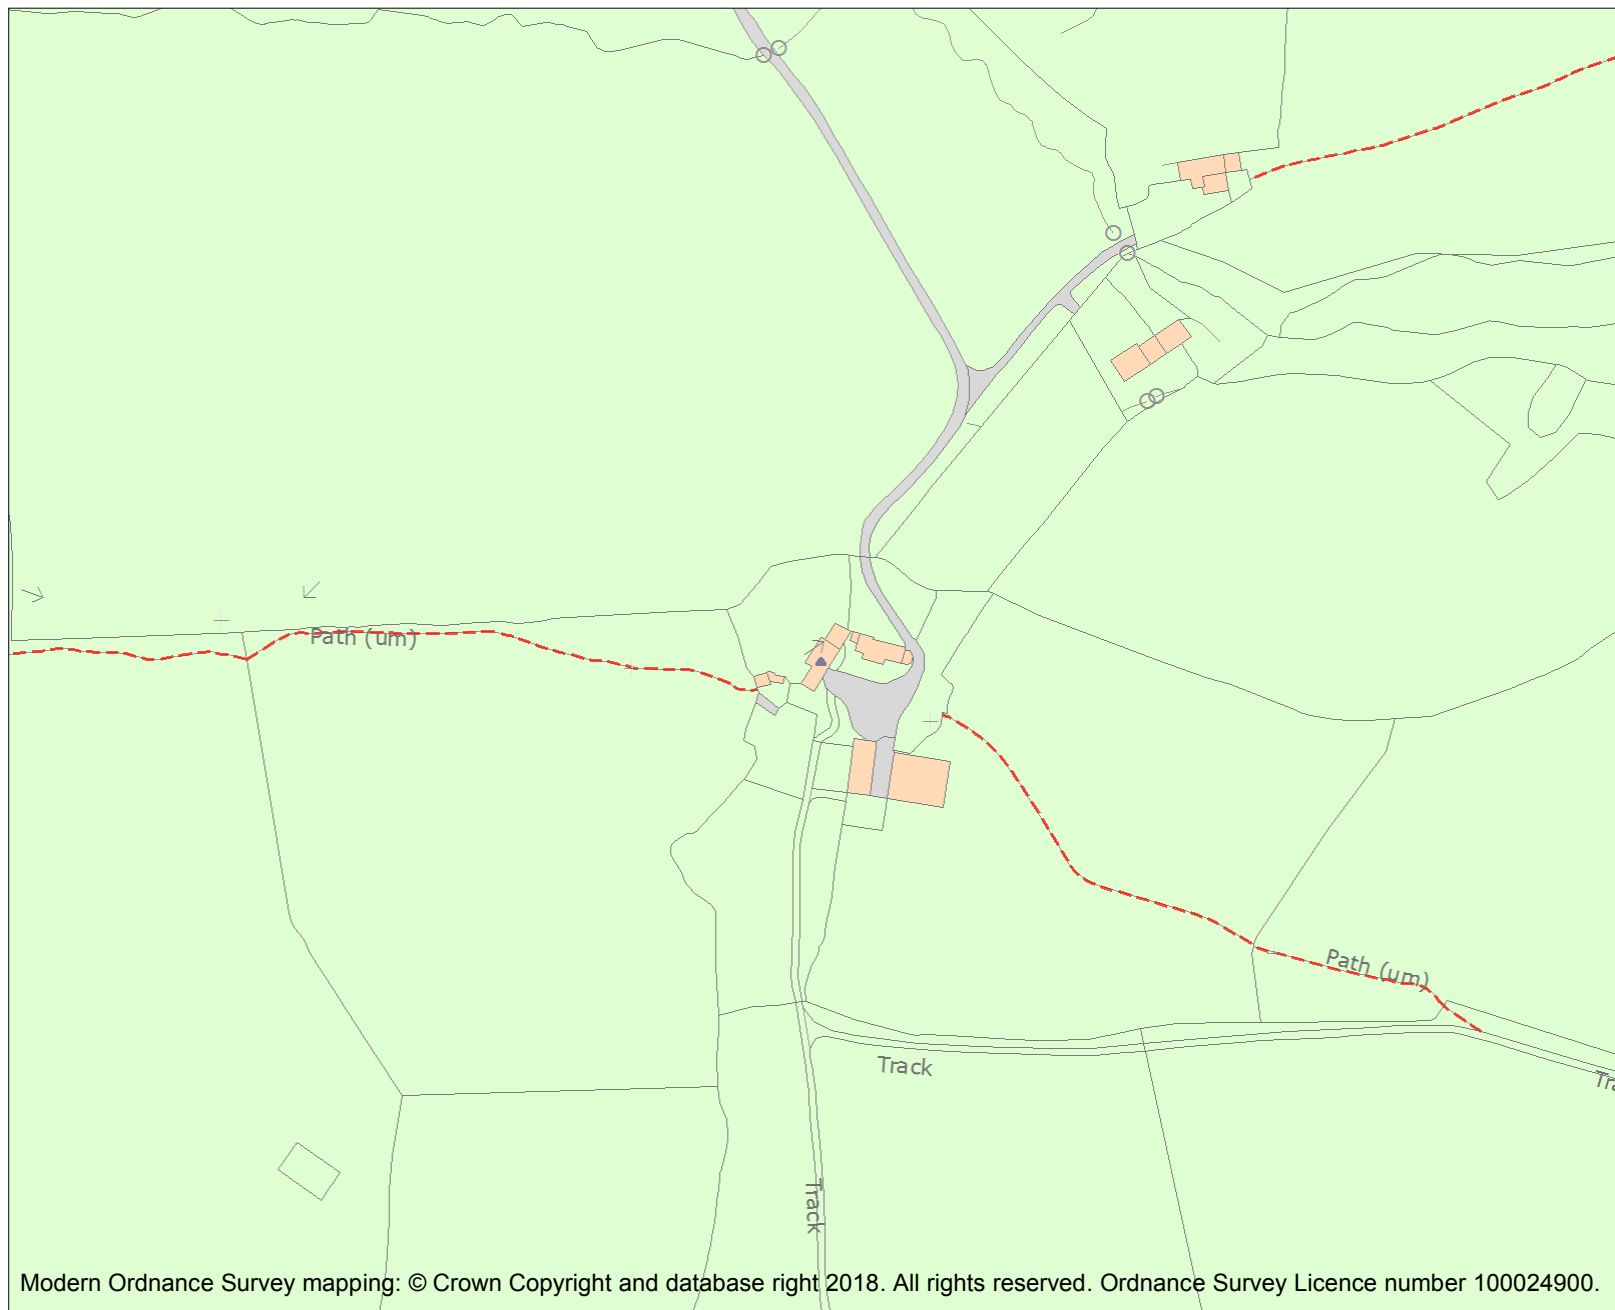 Path (um)
Path (um)
Track
Track
Modern Ordnance Survey mapping: © Crown Copyright and database right 2018. All rights reserved. Ordnance Survey Licence number 100024900.